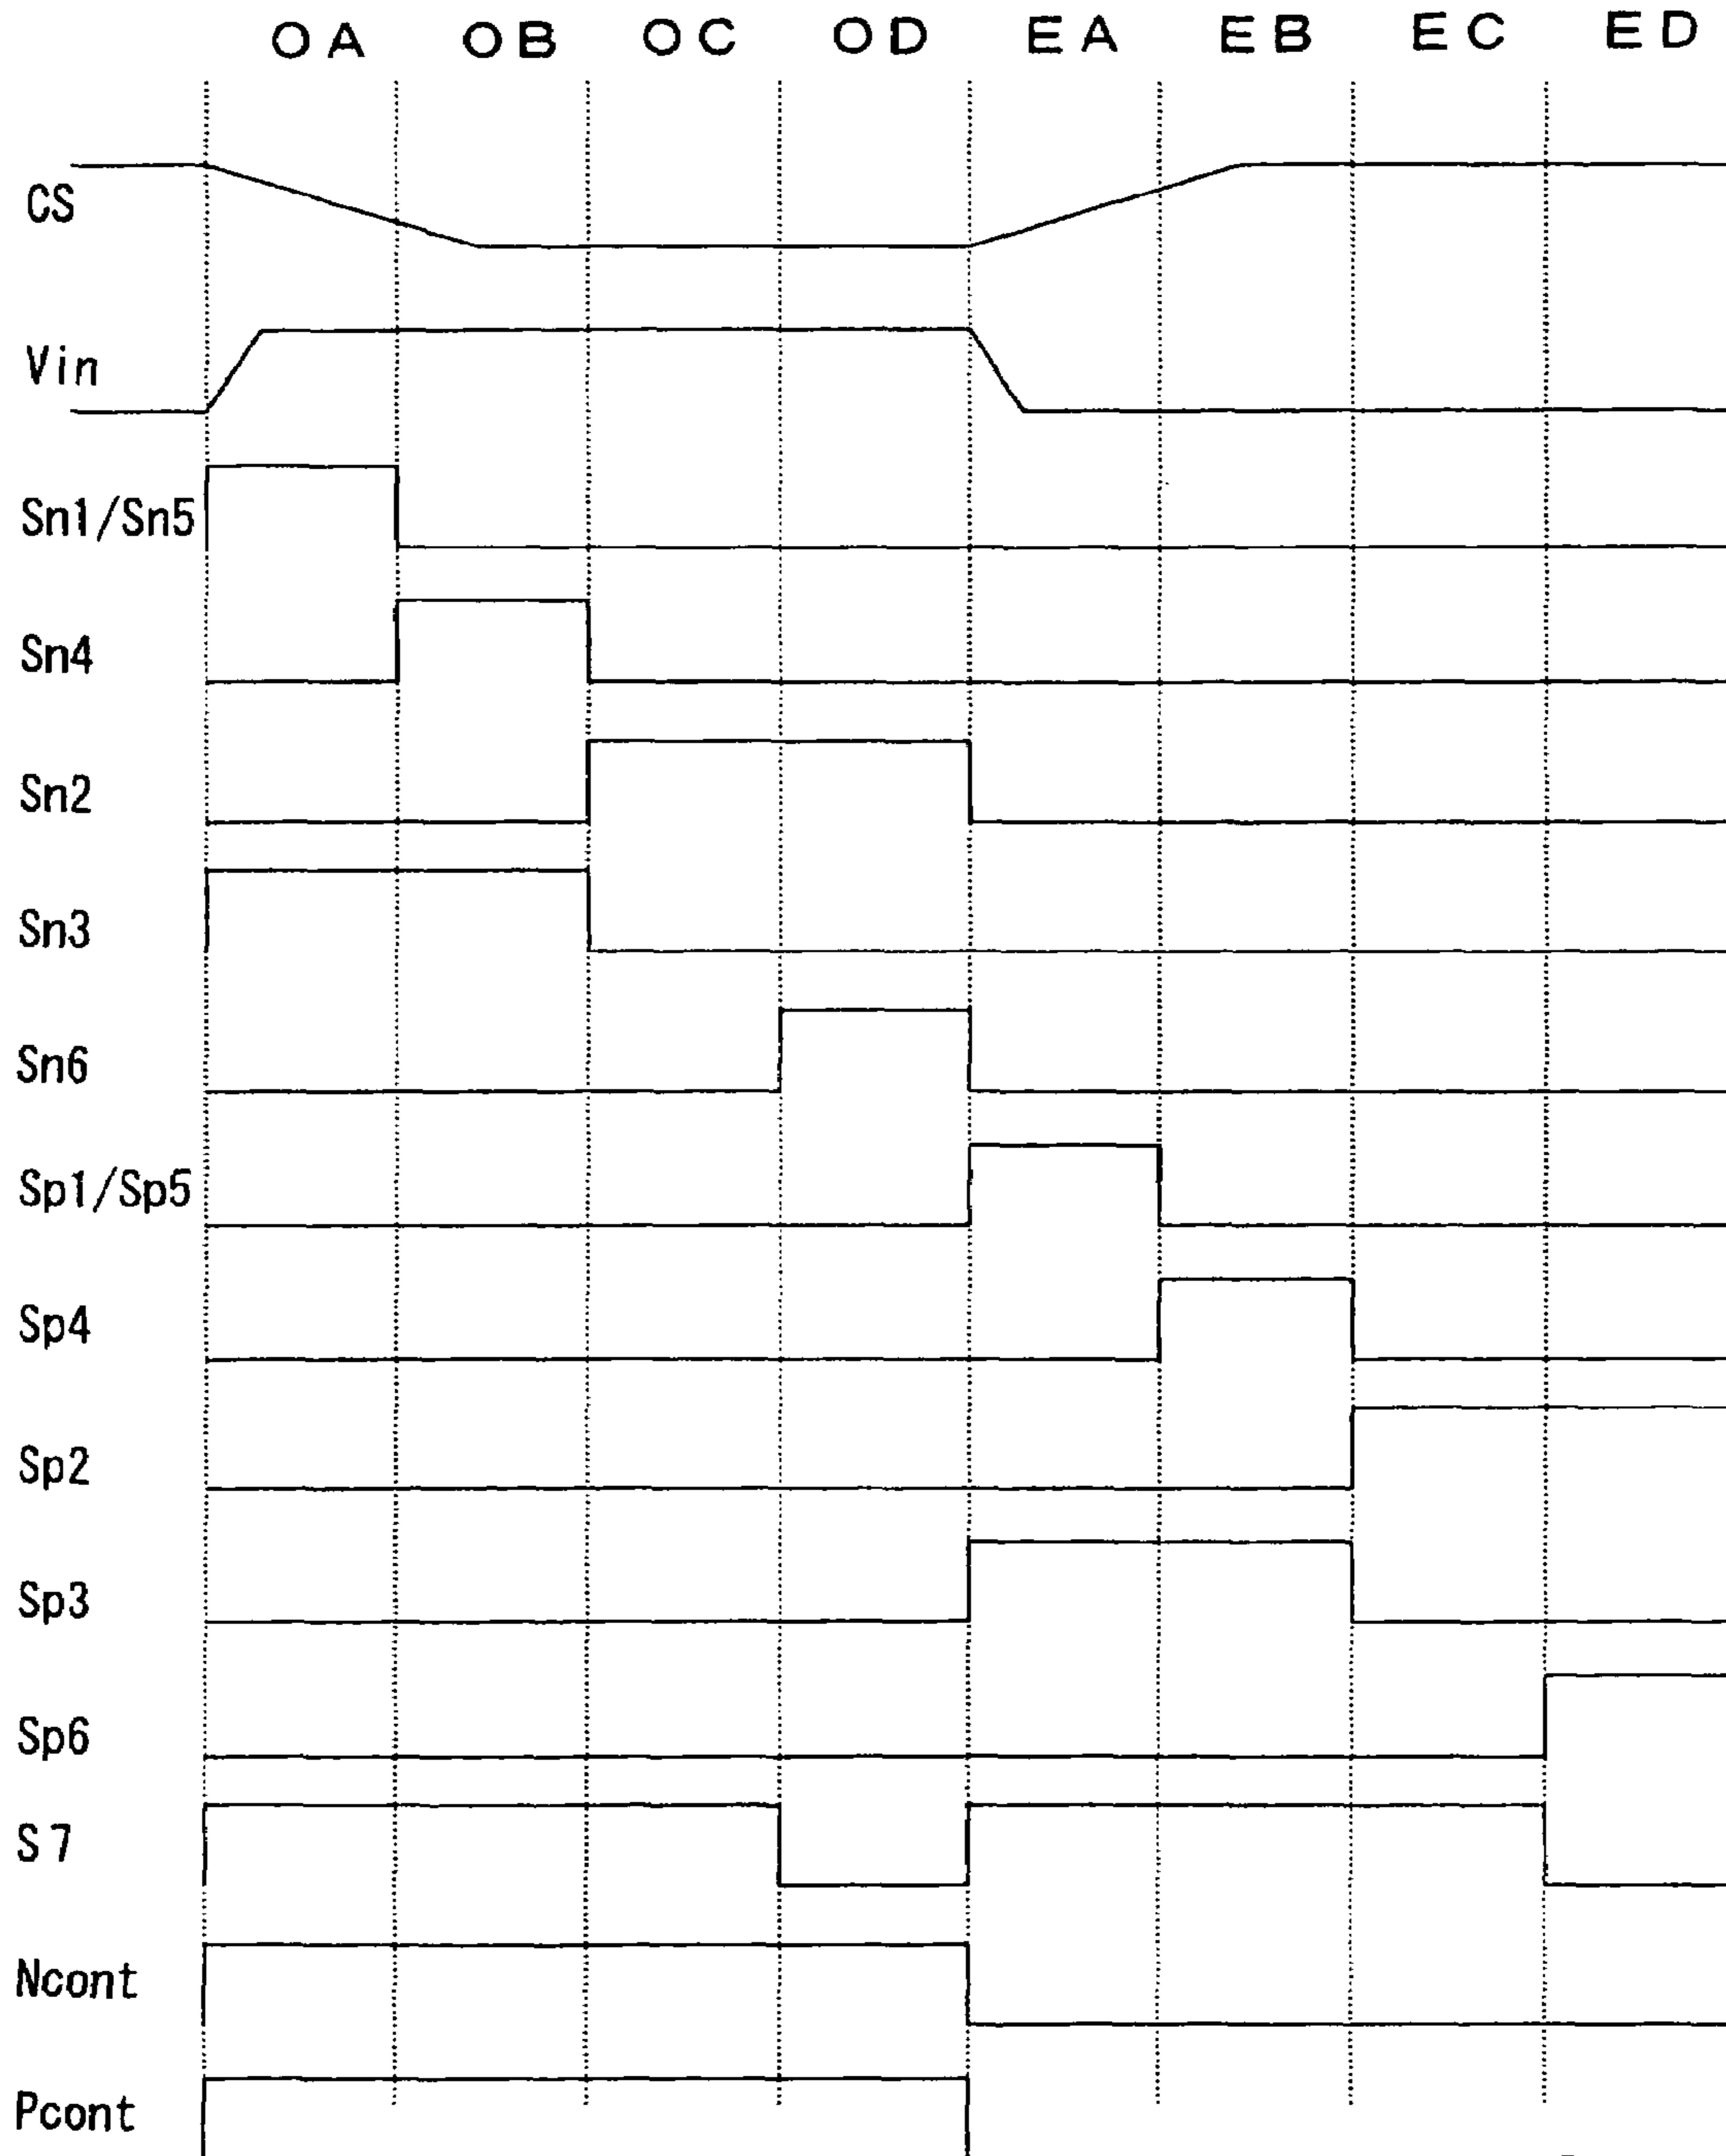 OA OB OC OD EA EB EC ED
CS
Vin
Sn1/Sn5
Sn4
Sn2
Sn3
Sn6
Sp1/Sp5
Sp4
Sp2
Sp3
Sp6
S7
Ncont
Pcont